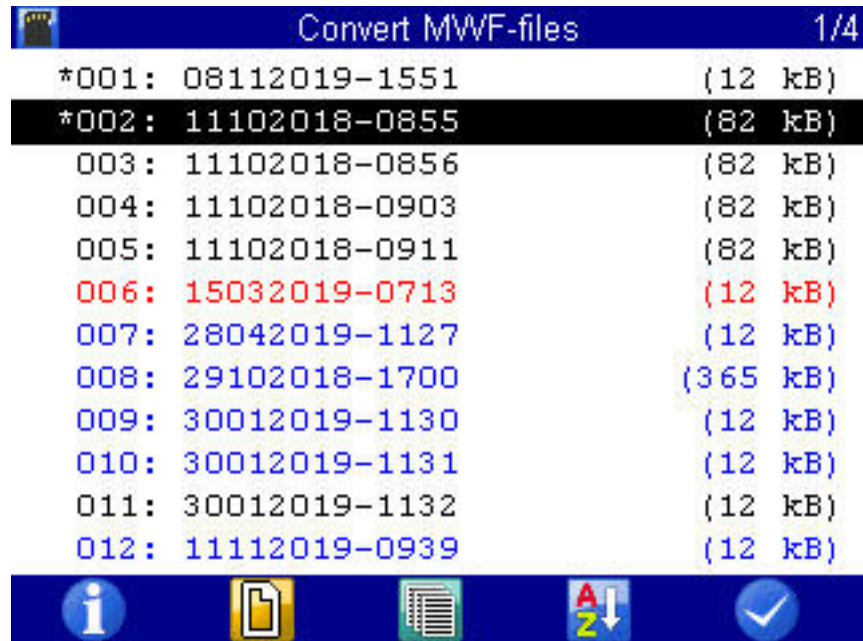 Convert MWF-files 1/4
*001: 08112019-1551 (12 kB)
*002: 11102018-0855 (82 kB)
003: 11102018-0856 (82 kB)
004: 11102018-0903 (82 kB)
005: 11102018-0911 (82 kB)
006: 15032019-0713 (12 kB)
007: 28042019-1127 (12 kB)
008: 29102018-1700 (365 kB)
009: 30012019-1130 (12 kB)
010: 30012019-1131 (12 kB)
011: 30012019-1132 (12 kB)
012: 11112019-0939 (12 kB)
i A
Z